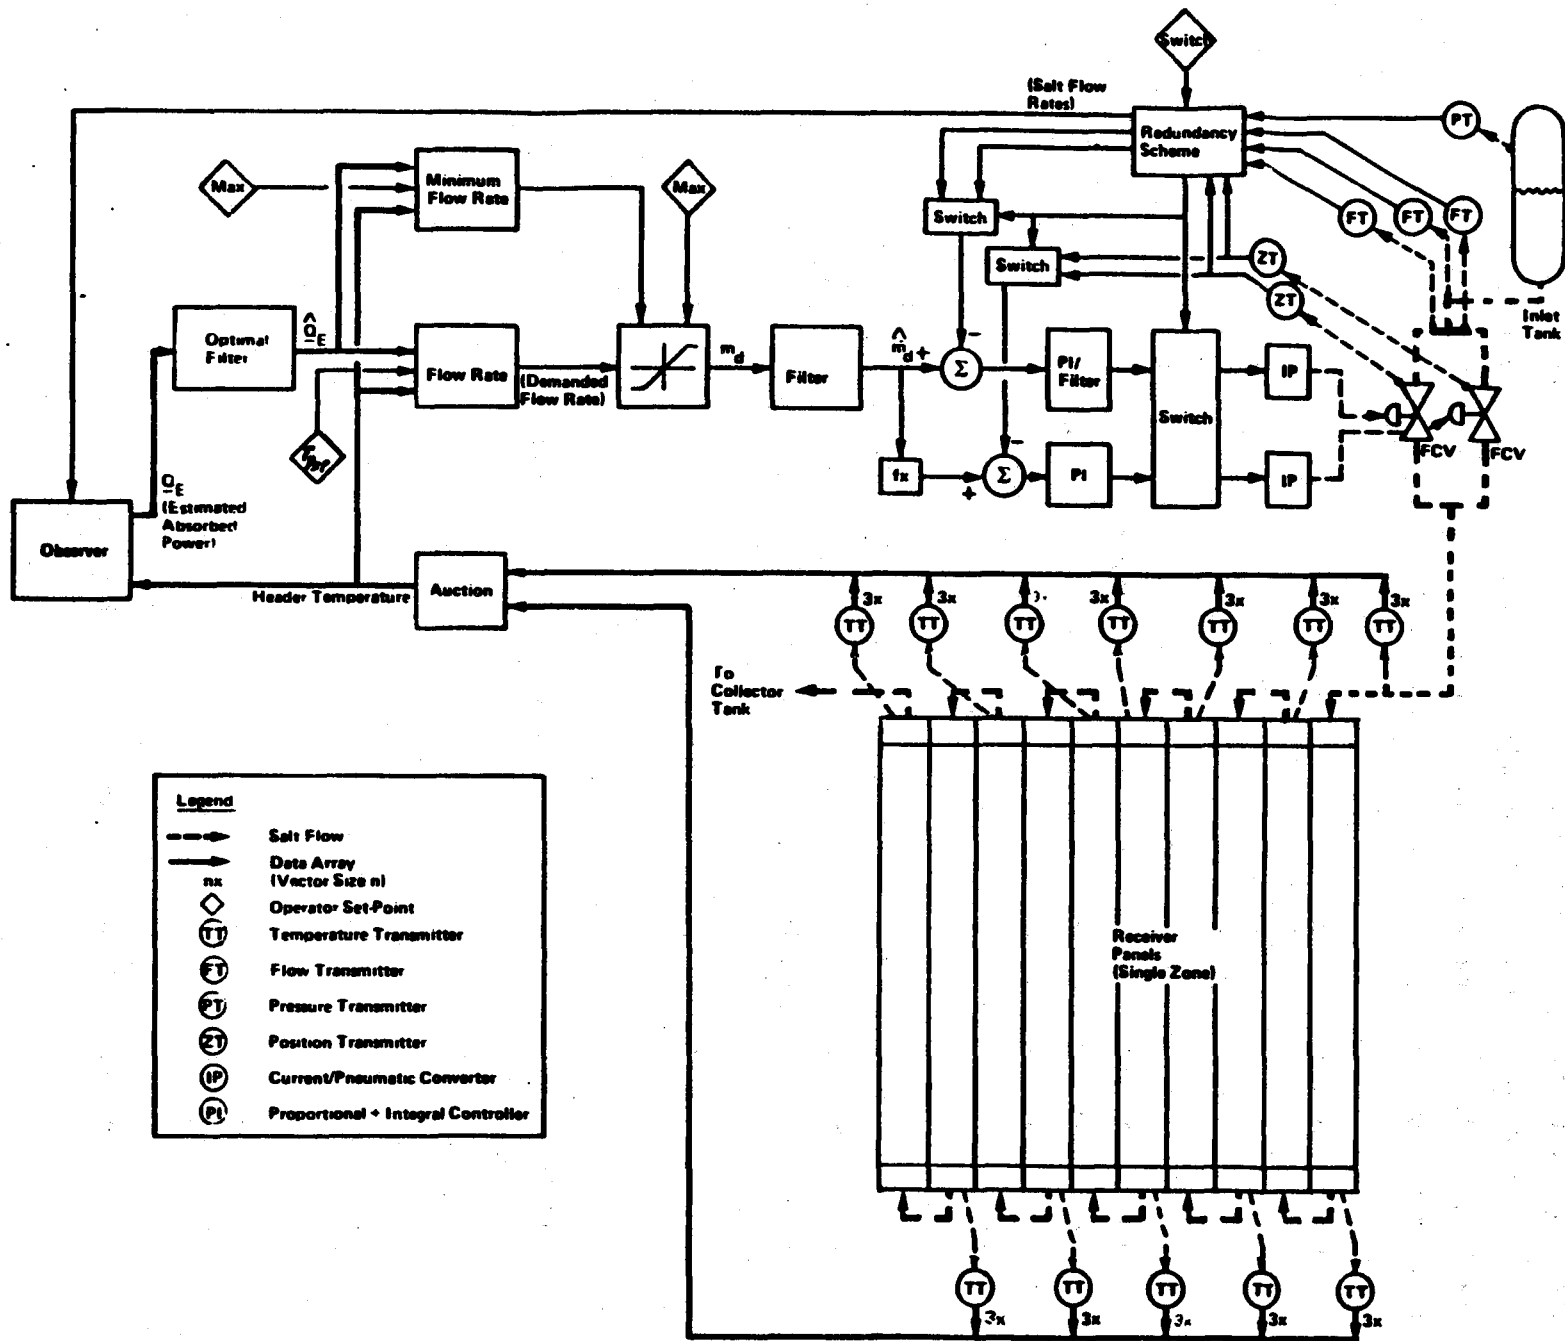 Switch
(Salt Flow
Rates)
Redundancy
Scheme
PT
Max
Minimum
Flow Rate
Max
Switch
FT
FT
FT
Switch
ZT
ZT
Inlet
Tank
Optimal
Filter
Q̂E
Flow Rate
(Demanded
Flow Rate)
md
Filter
m̂d
+
−
Σ
PI/
Filter
Switch
IP
FCV
FCV
fx
+
−
Σ
PI
IP
QE
(Estimated
Absorbed
Power)
Observer
Header Temperature
Auction
3x
3x
3x
3x
3x
3x
TT
TT
TT
TT
TT
TT
TT
To
Collector
Tank
Receiver
Panels
(Single Zone)
Legend
Salt Flow
Data Array
nx
(Vector Size n)
Operator Set-Point
TT
Temperature Transmitter
FT
Flow Transmitter
PT
Pressure Transmitter
ZT
Position Transmitter
IP
Current/Pneumatic Converter
PI
Proportional + Integral Controller
TT
TT
TT
TT
TT
3x
3x
3x
3x
3x